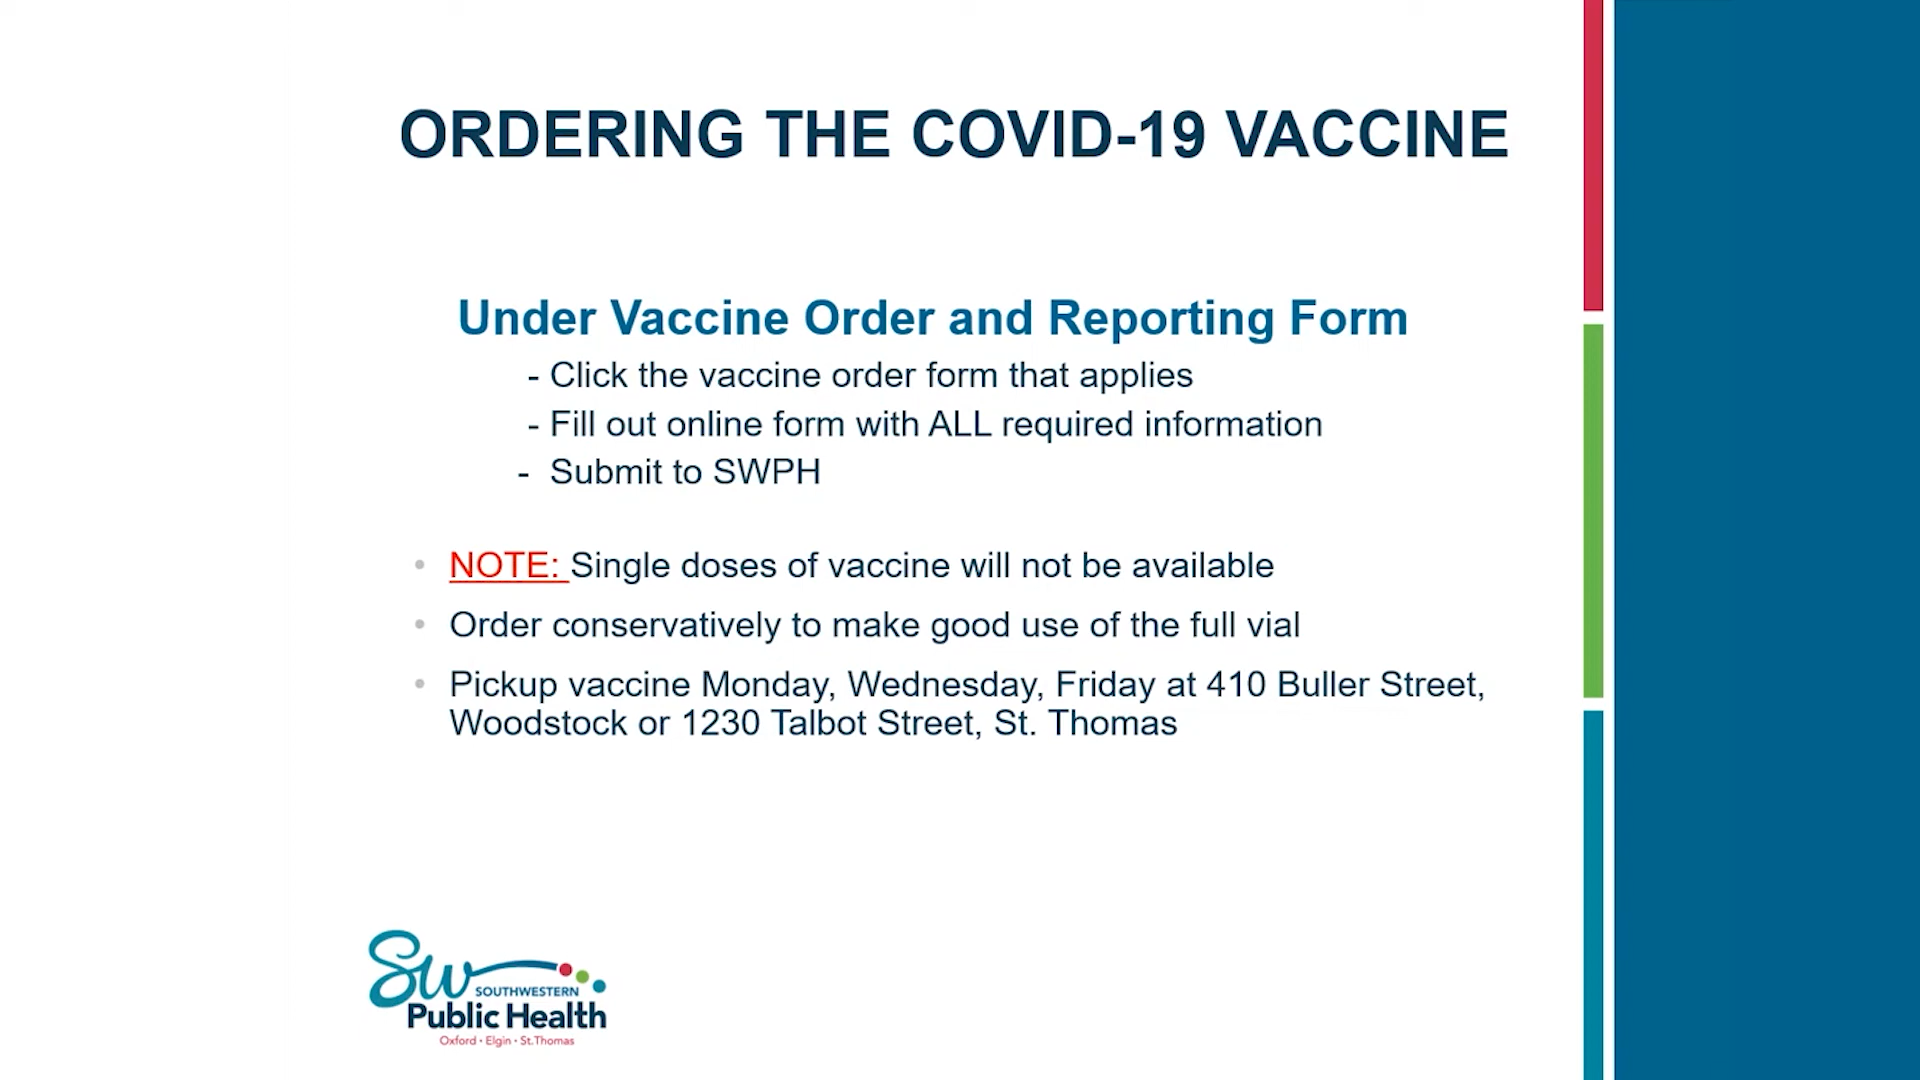 ORDERING THE COVID-19 VACCINE
Under Vaccine Order and Reporting Form
- Click the vaccine order form that applies
- Fill out online form with ALL required information
- Submit to SWPH
• NOTE: Single doses of vaccine will not be available
• Order conservatively to make good use of the full vial
• Pickup vaccine Monday, Wednesday, Friday at 410 Buller Street,
Woodstock or 1230 Talbot Street, St. Thomas
SW
SOUTHWESTERN
Public Health
Oxford • Elgin • St.Thomas